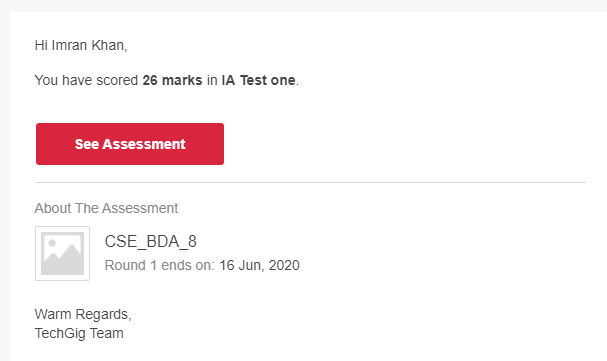 Hi Imran Khan,
You have scored 26 marks in IA Test one.
See Assessment
About The Assessment
CSE_BDA_8
Round 1 ends on: 16 Jun, 2020
Warm Regards,
TechGig Team